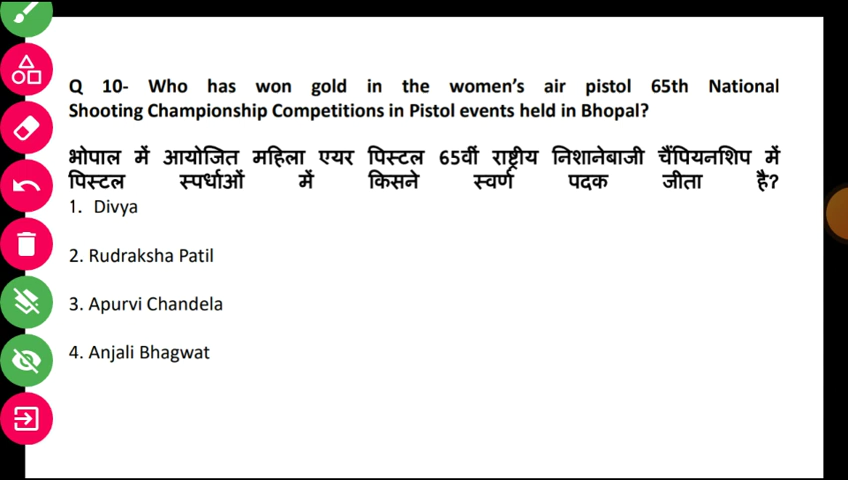 Q 10- Who has won gold in the women’s air pistol 65th National
Shooting Championship Competitions in Pistol events held in Bhopal?
भोपाल में आयोजित महिला एयर पिस्टल 65वीं राष्ट्रीय निशानेबाजी चैंपियनशिप में
पिस्टल स्पर्धाओं में किसने स्वर्ण पदक जीता है?
1. Divya
2. Rudraksha Patil
3. Apurvi Chandela
4. Anjali Bhagwat